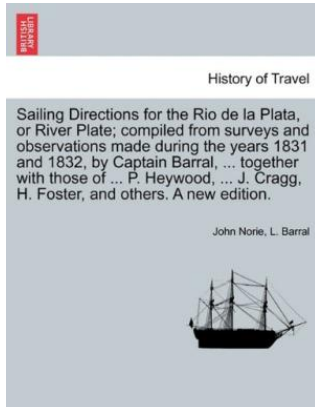 BRITISH
LIBRARY
History of Travel
Sailing Directions for the Rio de la Plata,
or River Plate; compiled from surveys and
observations made during the years 1831
and 1832, by Captain Barral, ... together
with those of ... P. Heywood, ... J. Cragg,
H. Foster, and others. A new edition.
John Norie, L. Barral